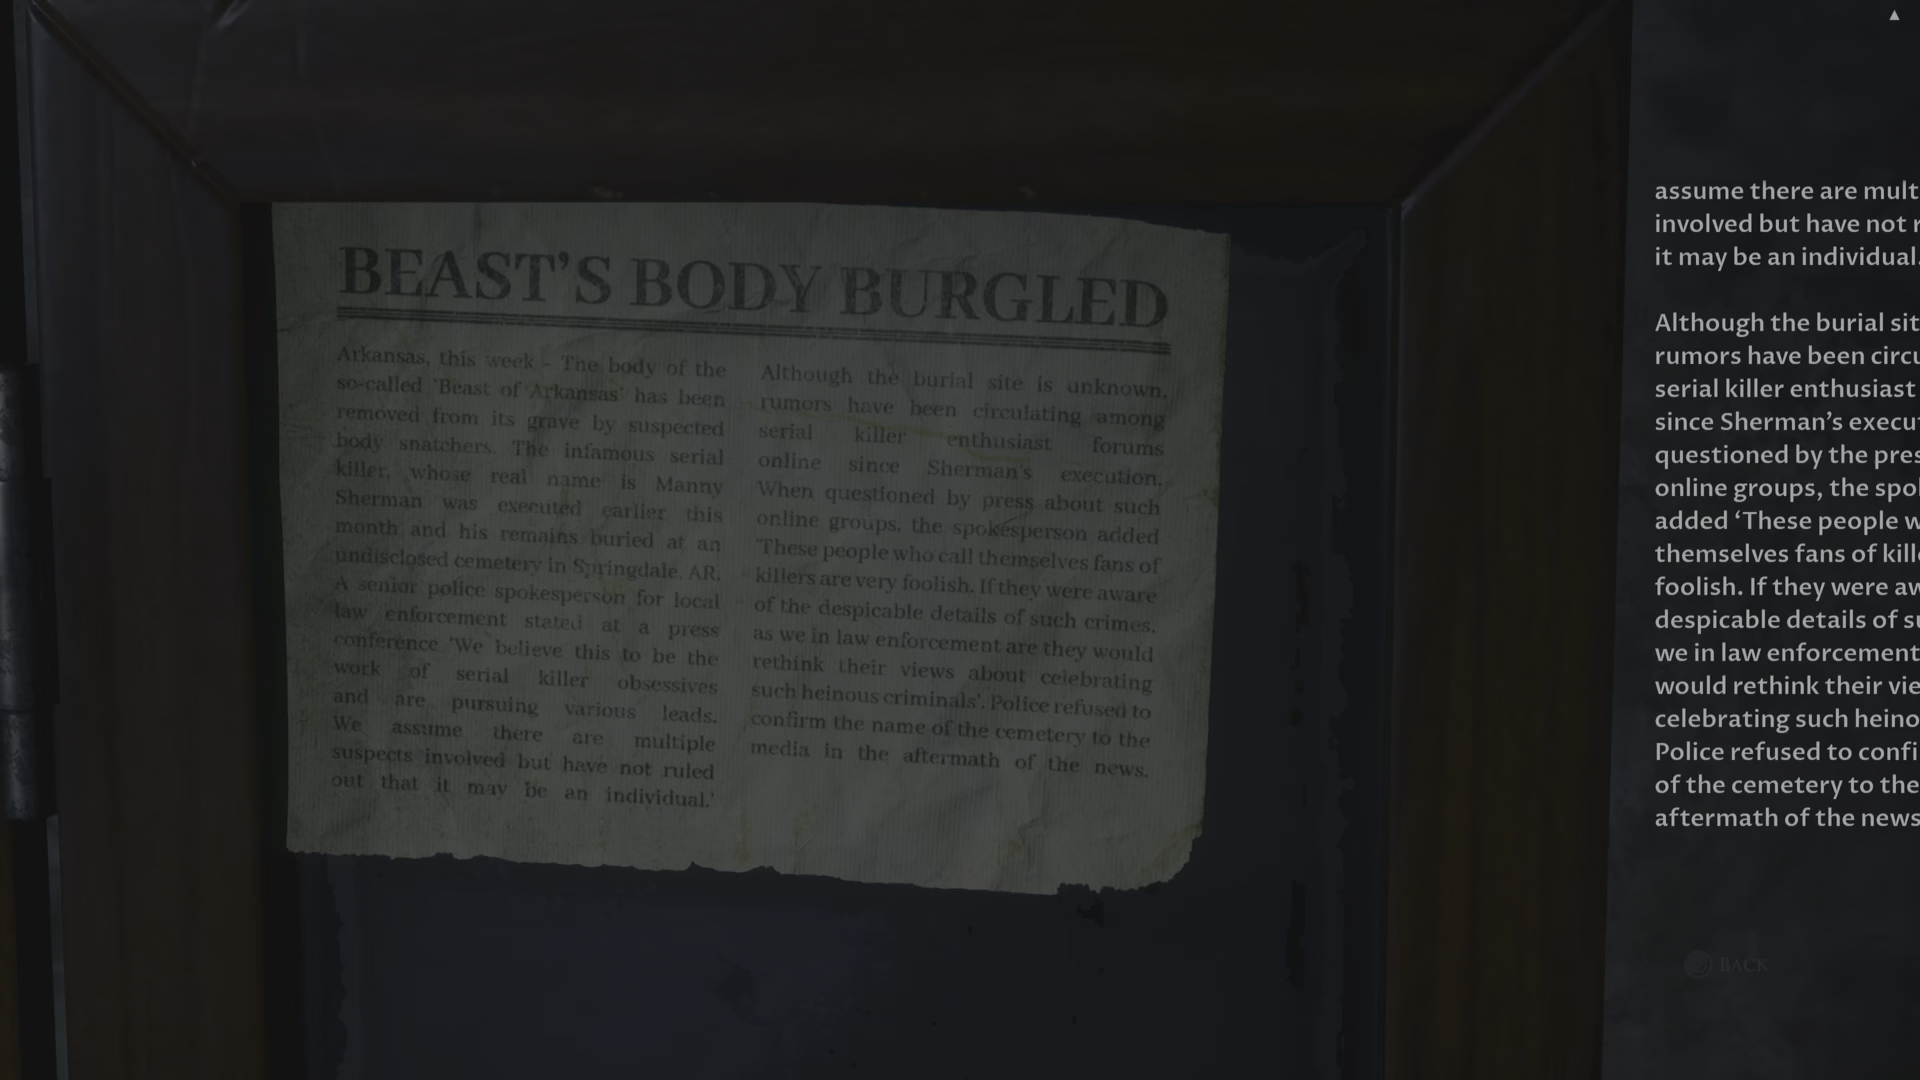 BEAST'S BODY BURGLED
Arkansas, this week - The body of the
so-called 'Beast of Arkansas' has been
removed from its grave by suspected
body snatchers. The infamous serial
killer, whose real name is Manny
Sherman was executed earlier this
month and his remains buried at an
undisclosed cemetery in Springdale, AR.
A senior police spokesperson for local
law enforcement stated at a press
conference 'We believe this to be the
work of serial killer obsessives
and are pursuing various leads.
We assume there are multiple
suspects involved but have not ruled
out that it may be an individual.'
Although the burial site is unknown,
rumors have been circulating among
serial killer enthusiast forums
online since Sherman's execution.
When questioned by press about such
online groups, the spokesperson added
'These people who call themselves fans of
killers are very foolish. If they were aware
of the despicable details of such crimes,
as we in law enforcement are they would
rethink their views about celebrating
such heinous criminals'. Police refused to
confirm the name of the cemetery to the
media in the aftermath of the news.
assume there are mult
involved but have not r
it may be an individual.
Although the burial sit
rumors have been circu
serial killer enthusiast
since Sherman's execut
questioned by the pres
online groups, the spok
added 'These people w
themselves fans of kille
foolish. If they were aw
despicable details of su
we in law enforcement
would rethink their vie
celebrating such heino
Police refused to confi
of the cemetery to the
aftermath of the news
BACK